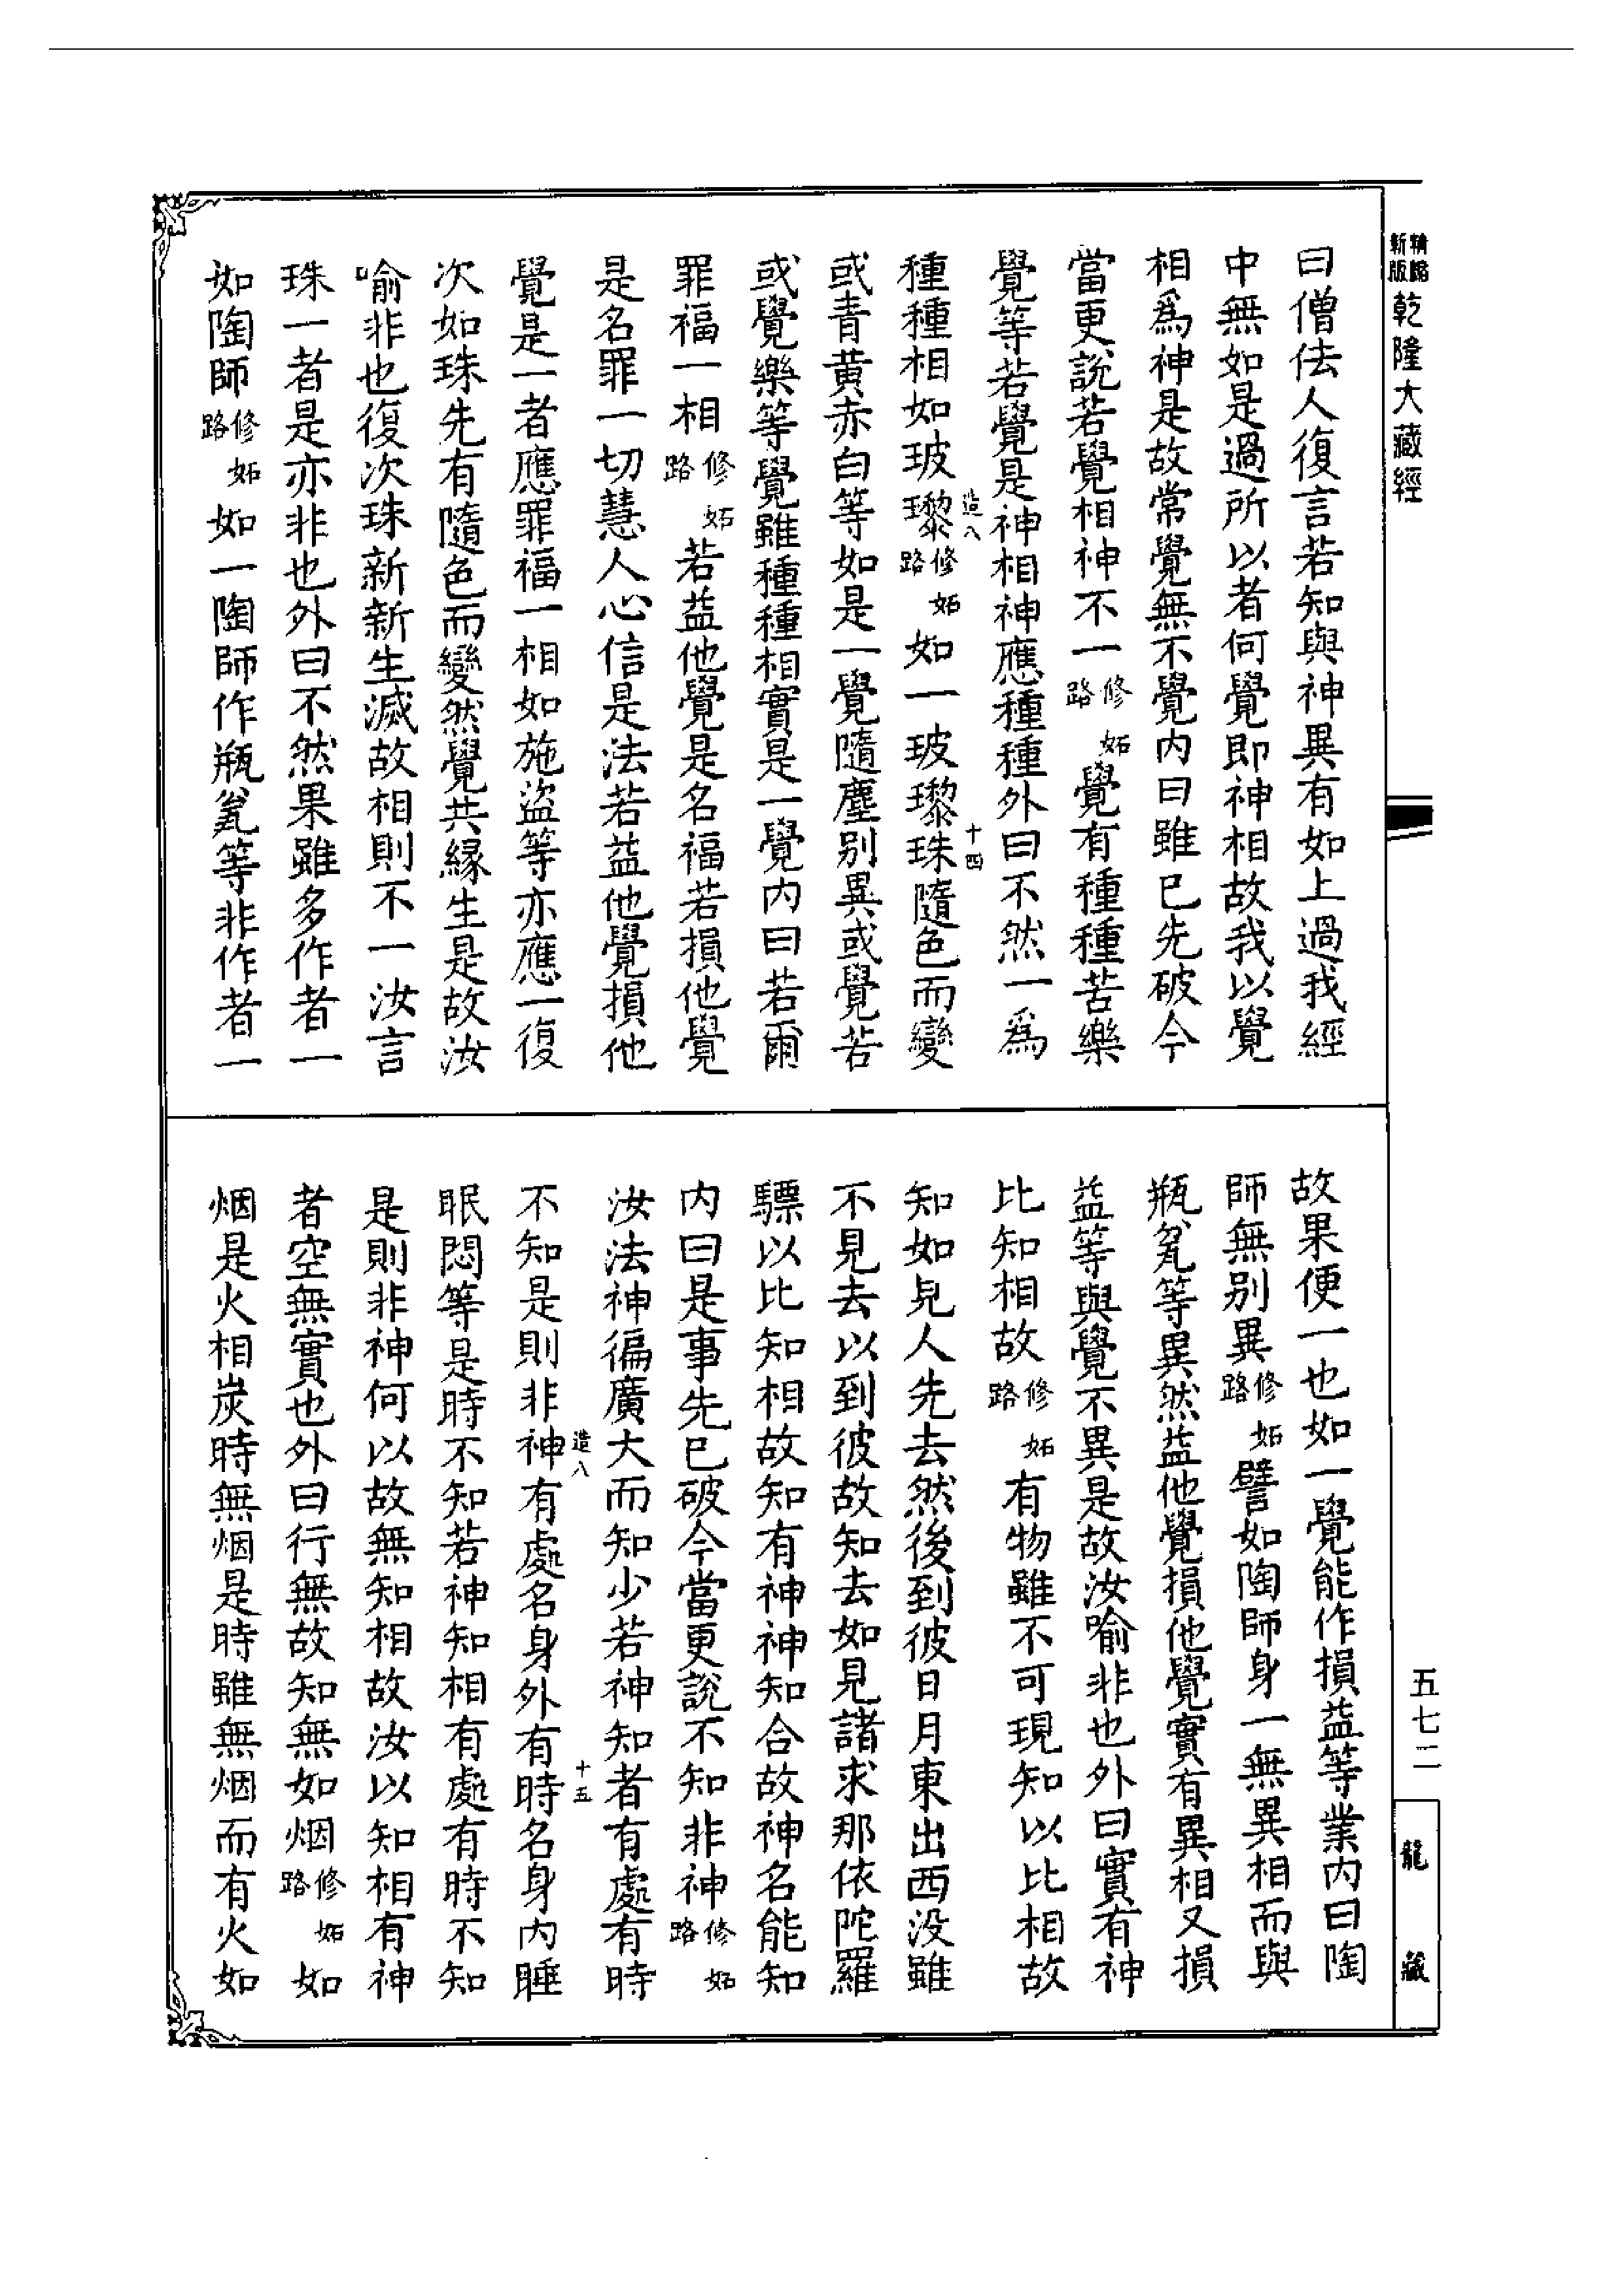 新編
新版
乾隆大藏經
曰僧佉人復言若知與神異有如上過我經
中無如是過所以者何覺即神相故我以覺
相爲神是故常覺無不覺内曰雖已先破今
當更說若覺相神不一修妬路覺有種種苦樂
覺等若覺是神相神應種種外曰不然一爲
種種相如玻瓈修妬路如一玻瓈珠隨色而變
造八
十四
或青黄赤白等如是一覺隨塵别異或覺苦
或覺樂等覺雖種種相實是一覺内曰若爾
罪福一相修妬路若益他覺是名福若損他覺
是名罪一切慧人心信是法若益他覺損他
覺是一者應罪福一相如施盜等亦應一復
次如珠先有隨色而變然覺共緣生是故汝
喻非也復次珠新新生滅故相則不一汝言
珠一者是亦非也外曰不然果雖多作者一
如陶師修妬路如一陶師作瓶瓮等非作者一
故果便一也如一覺能作損益等業内曰陶
師無别異修妬路譬如陶師身一無異相而與
瓶瓮等異然益他覺損他覺實有異相又損
益等與覺不異是故汝喻非也外曰實有神
比知相故修妬路有物雖不可現知以比相故
知如見人先去然後到彼日月東出西没雖
不見去以到彼故知去如見諸求那依陀羅
驃以比知相故知有神神知合故神名能知
内曰是事先已破今當更說不知非神修妬路
汝法神徧廣大而知少若神知者有處有時
造八
十五
不知是則非神有處名身外有時名身内睡
眠悶等是時不知若神知相有處有時不知
是則非神何以故無知相故汝以知相有神
者空無實也外曰行無故知無如烟修妬路如
烟是火相炭時無烟是時雖無烟而有火如
五七二
龍藏